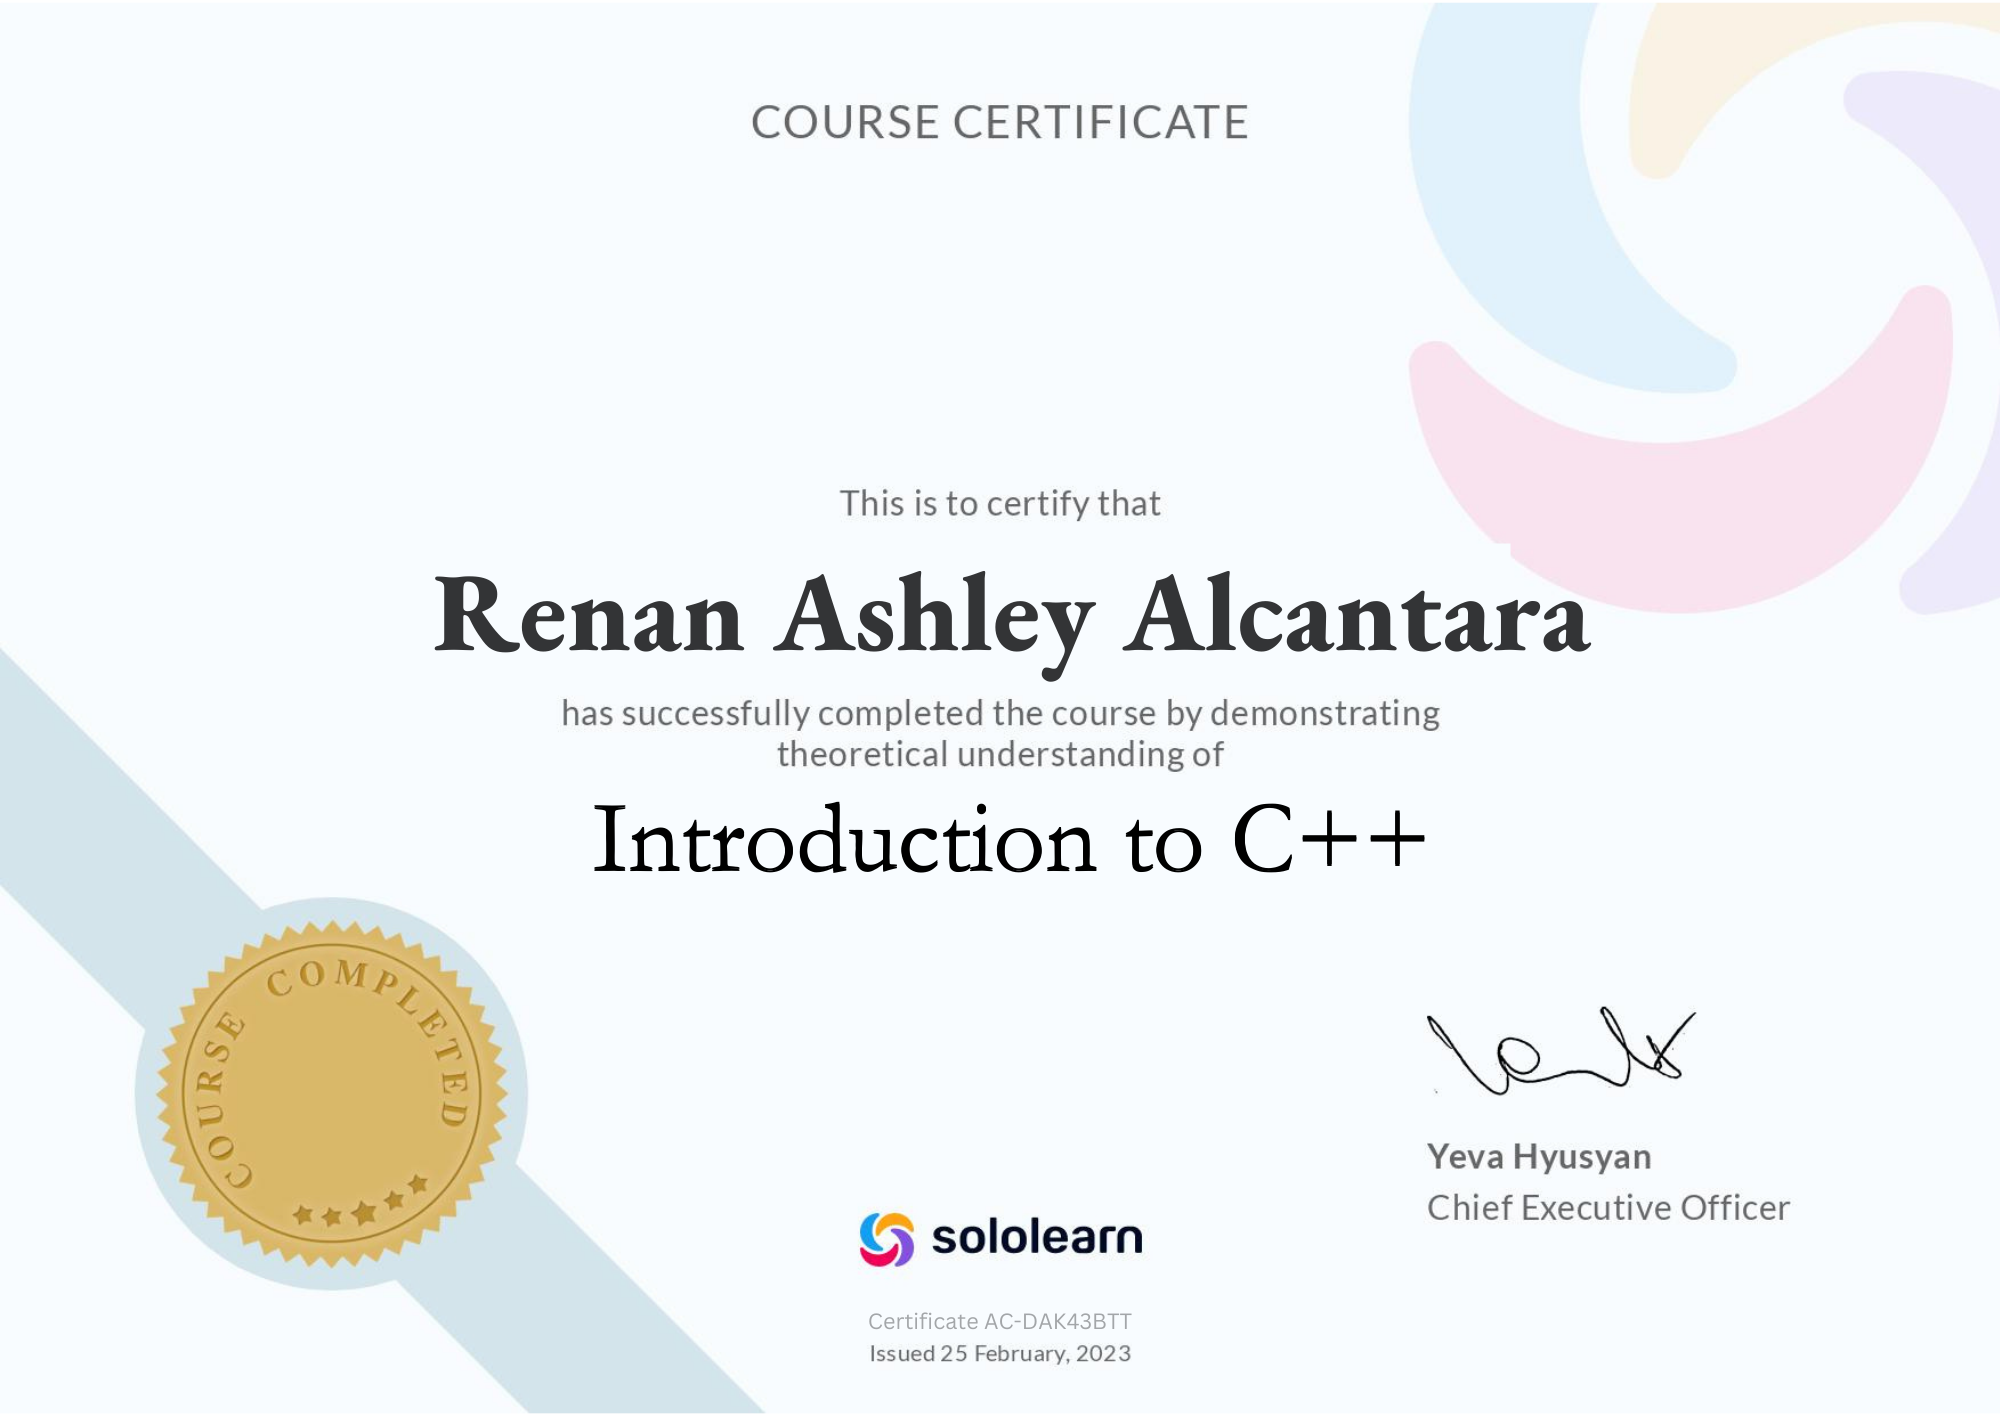 COURSE CERTIFICATE
This is to certify that
Renan Ashley Alcantara
has successfully completed the course by demonstrating
theoretical understanding of
Introduction to C++
COURSE COMPLETED
Yeva Hyusyan
Chief Executive Officer
sololearn
Certificate AC-DAK43BTT
Issued 25 February, 2023